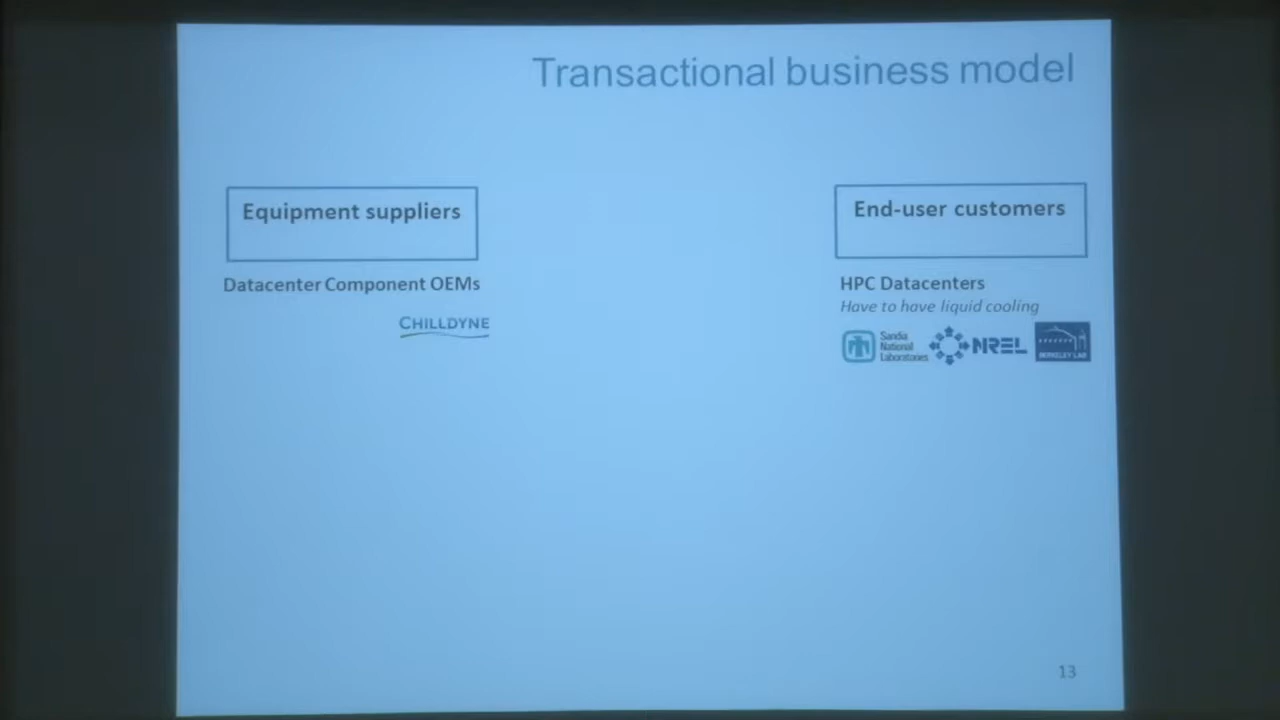 Transactional business model
Equipment suppliers
Datacenter Component OEMs
CHILLDYNE
End-user customers
HPC Datacenters
Have to have liquid cooling
Sandia
National
Laboratories
NREL
BERKELEY LAB
13